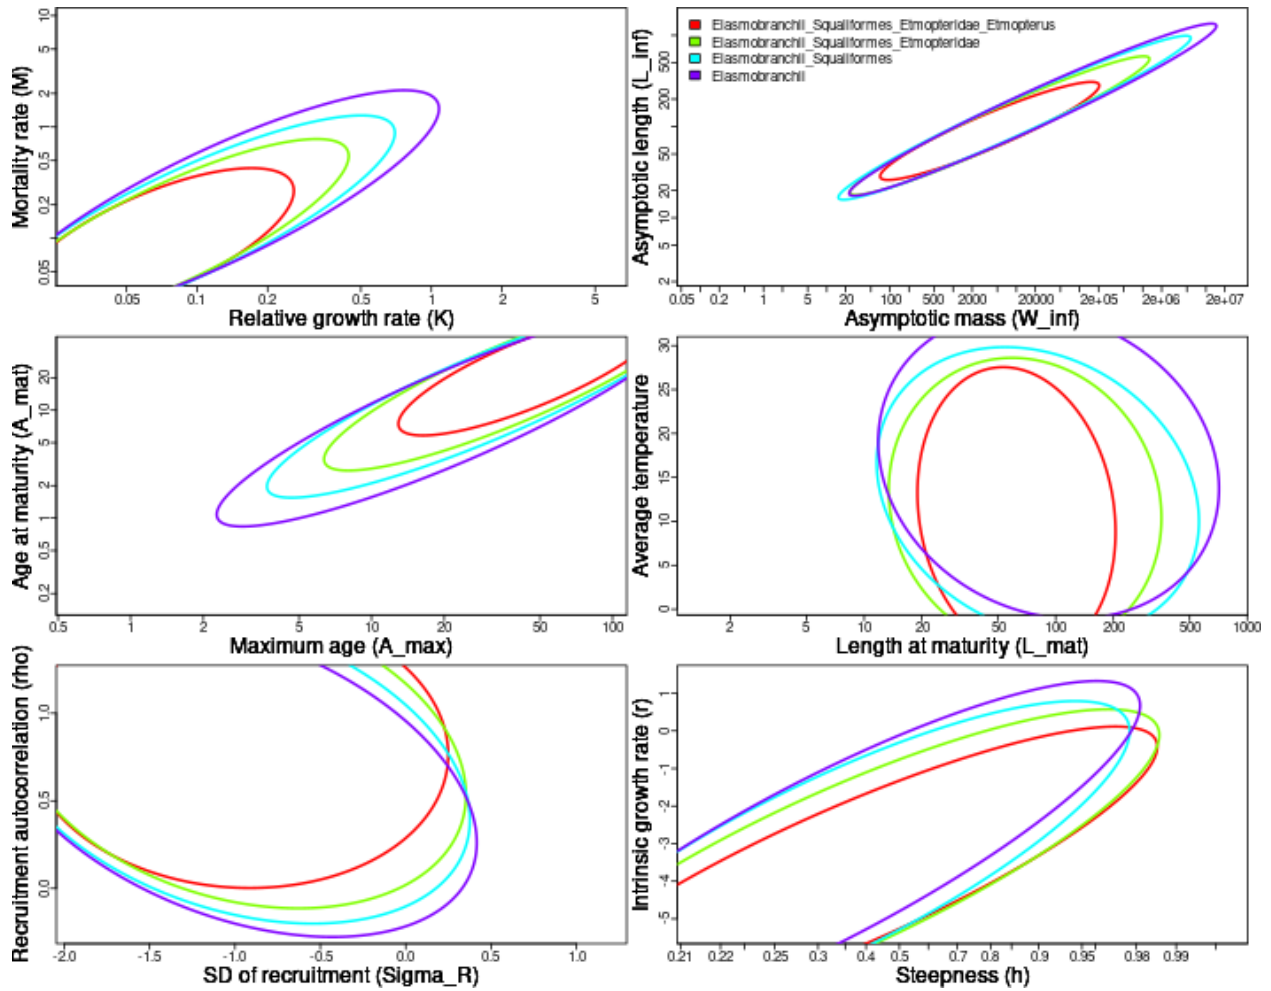 Mortality rate (M)
0.05 0.2 0.5 1 2 5 10
0.05 0.1 0.2 0.5 1 2 5
Relative growth rate (K)
Asymptotic length (L_inf)
2 5 10 20 50 200 500
Elasmobranchii_Squaliformes_Etmopteridae_Etmopterus
Elasmobranchii_Squaliformes_Etmopteridae
Elasmobranchii_Squaliformes
Elasmobranchii
0.05 0.2 1 5 20 100 500 2000 20000 2e+05 2e+06 2e+07
Asymptotic mass (W_inf)
Age at maturity (A_mat)
0.2 0.5 1 2 5 10 20
0.5 1 2 5 10 20 50 100
Maximum age (A_max)
Average temperature
0 5 10 15 20 25 30
2 5 10 20 50 100 200 500 1000
Length at maturity (L_mat)
Recruitment autocorrelation (rho)
0.0 0.5 1.0
-2.0 -1.5 -1.0 -0.5 0.0 0.5 1.0
SD of recruitment (Sigma_R)
Intrinsic growth rate (r)
-5 -4 -3 -2 -1 0 1
0.21 0.22 0.25 0.3 0.4 0.5 0.7 0.9 0.95 0.98 0.99
Steepness (h)